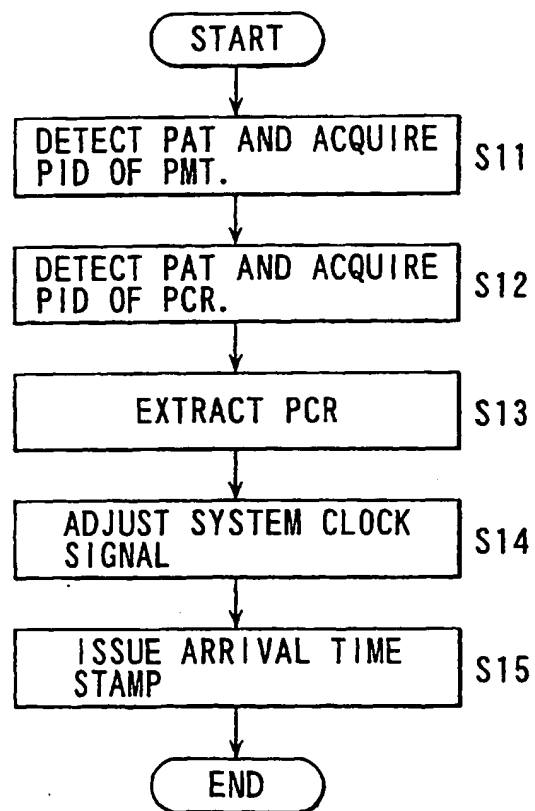 START
DETECT PAT AND ACQUIRE
PID OF PMT.
S11
DETECT PAT AND ACQUIRE
PID OF PCR.
S12
EXTRACT PCR
S13
ADJUST SYSTEM CLOCK
SIGNAL
S14
ISSUE ARRIVAL TIME
STAMP
S15
END